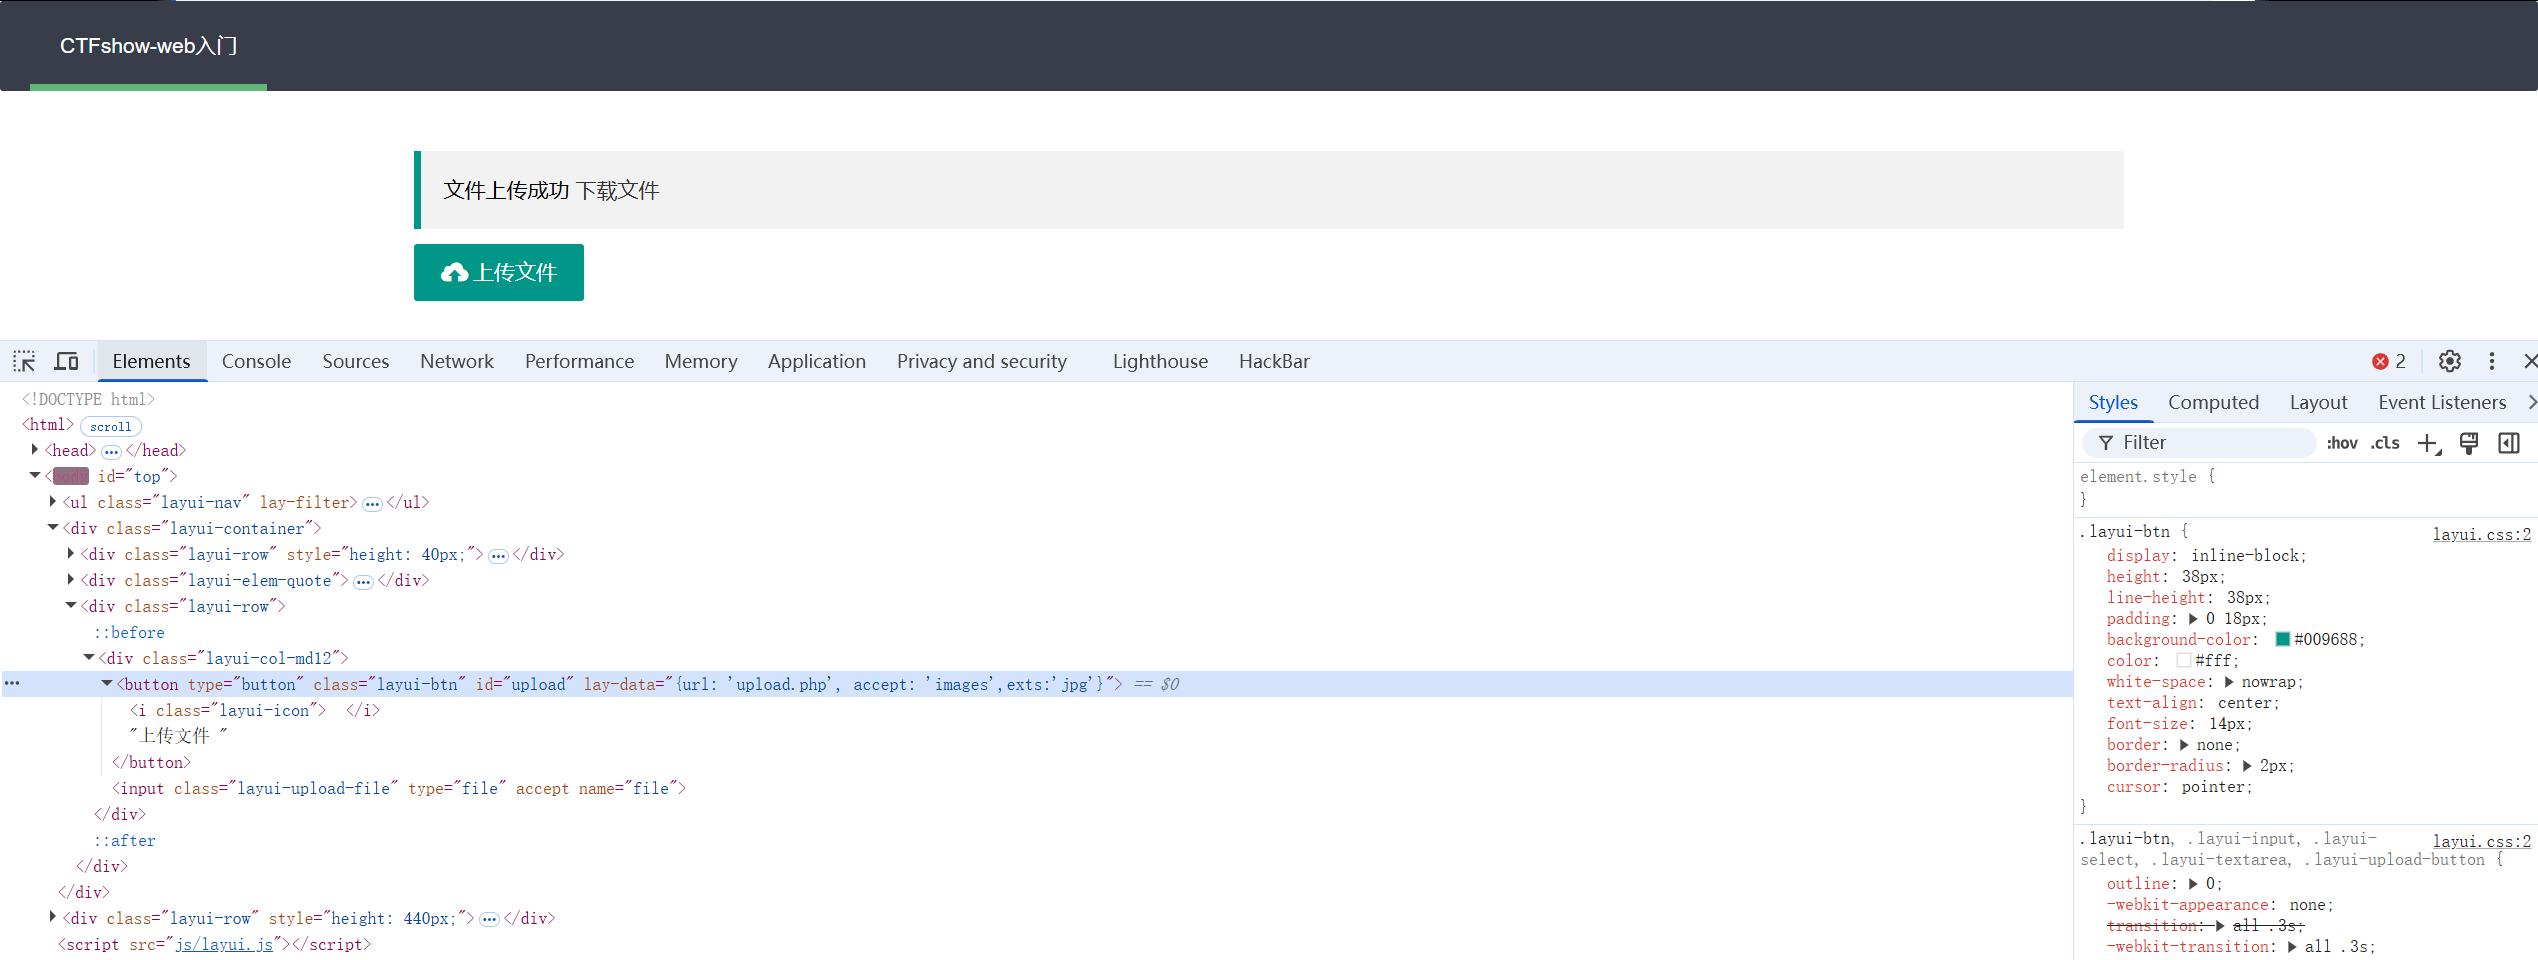 CTFshow-web入门
文件上传成功 下载文件
上传文件
Elements Console Sources Network Performance Memory Application Privacy and security Lighthouse HackBar 2
<!DOCTYPE html>
<html> scroll
<head> ••• </head>
<body id="top">
<ul class="layui-nav" lay-filter> ••• </ul>
<div class="layui-container">
<div class="layui-row" style="height: 40px;"> ••• </div>
<div class="layui-elem-quote"> ••• </div>
<div class="layui-row">
::before
<div class="layui-col-md12">
••• <button type="button" class="layui-btn" id="upload" lay-data="{url: 'upload.php', accept: 'images',exts:'jpg'}"> == $0
<i class="layui-icon"> </i>
"上传文件 "
</button>
<input class="layui-upload-file" type="file" accept name="file">
</div>
::after
</div>
</div>
<div class="layui-row" style="height: 440px;"> ••• </div>
<script src="js/layui.js"></script>
Styles Computed Layout Event Listeners
Filter :hov .cls
element.style {
}
.layui-btn { layui.css:2
display: inline-block;
height: 38px;
line-height: 38px;
padding: 0 18px;
background-color: #009688;
color: #fff;
white-space: nowrap;
text-align: center;
font-size: 14px;
border: none;
border-radius: 2px;
cursor: pointer;
}
.layui-btn, .layui-input, .layui- layui.css:2
select, .layui-textarea, .layui-upload-button {
outline: 0;
-webkit-appearance: none;
transition: all .3s;
-webkit-transition: all .3s;